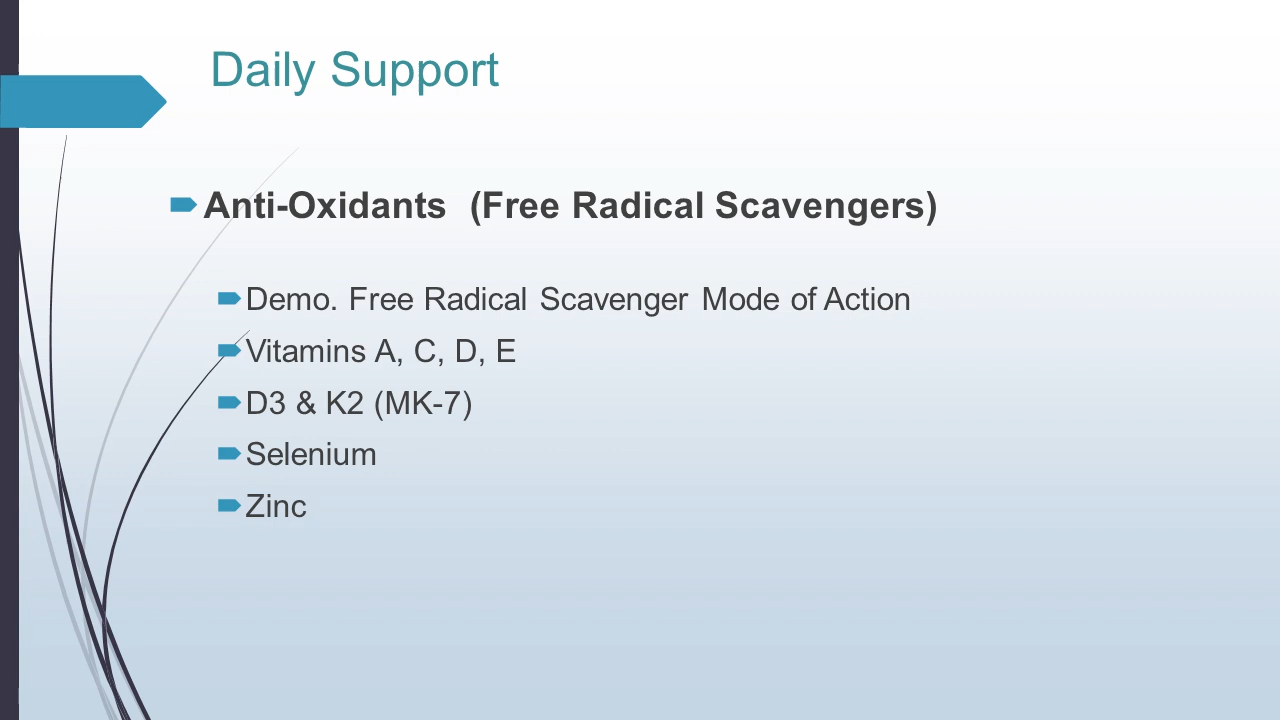 Daily Support
Anti-Oxidants (Free Radical Scavengers)
Demo. Free Radical Scavenger Mode of Action
Vitamins A, C, D, E
D3 & K2 (MK-7)
Selenium
Zinc